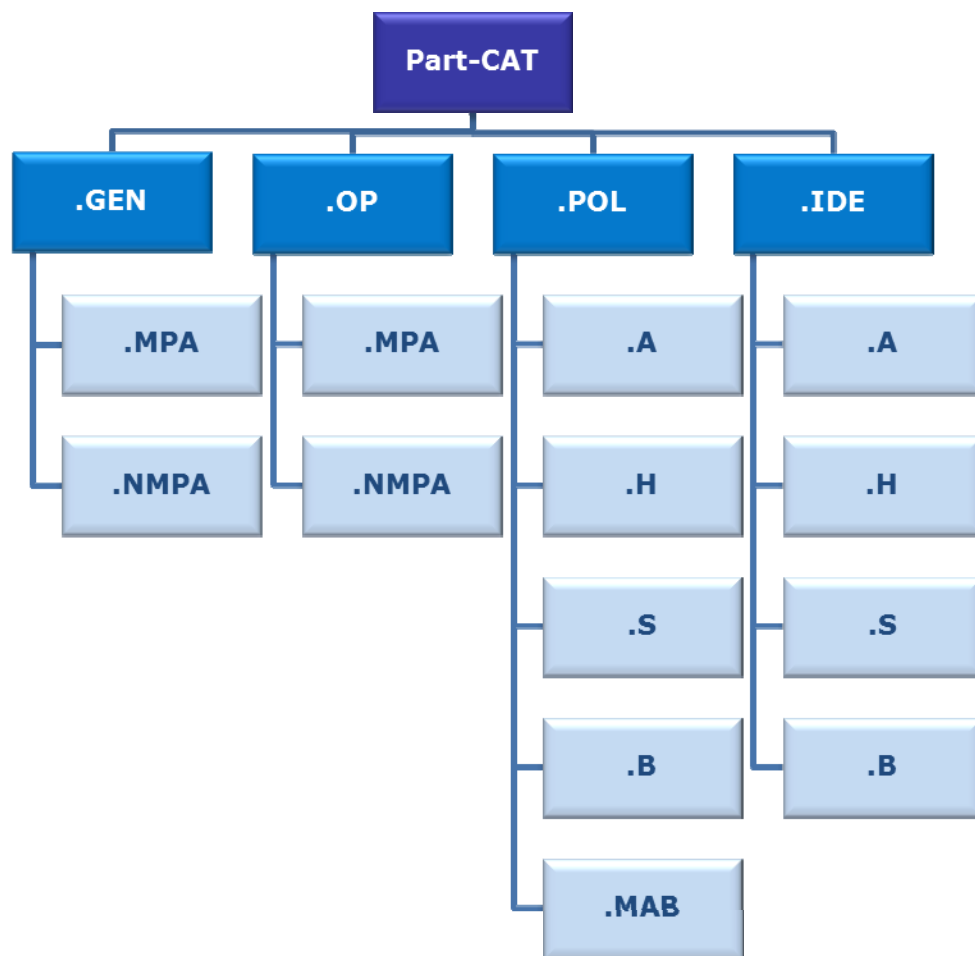 Part-CAT
.GEN
.OP
.POL
.IDE
.MPA
.MPA
.A
.A
.NMPA
.NMPA
.H
.H
.S
.S
.B
.B
.MAB